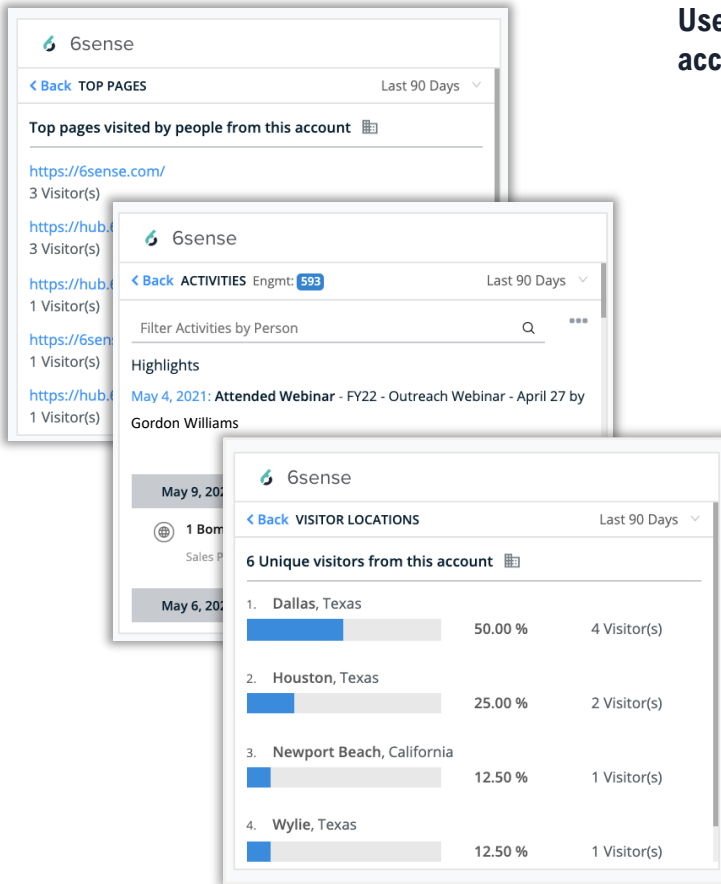 Use
acc
6sense
Back TOP PAGES Last 90 Days
Top pages visited by people from this account
https://6sense.com/
3 Visitor(s)
https://hub.
3 Visitor(s)
https://hub.
1 Visitor(s)
https://6sen
1 Visitor(s)
https://hub.
1 Visitor(s)
6sense
Back ACTIVITIES Engmt: 593 Last 90 Days
Filter Activities by Person
Highlights
May 4, 2021: Attended Webinar - FY22 - Outreach Webinar - April 27 by
Gordon Williams
May 9, 202
1 Bom
Sales P
May 6, 202
6sense
Back VISITOR LOCATIONS Last 90 Days
6 Unique visitors from this account
1. Dallas, Texas
50.00 % 4 Visitor(s)
2. Houston, Texas
25.00 % 2 Visitor(s)
3. Newport Beach, California
12.50 % 1 Visitor(s)
4. Wylie, Texas
12.50 % 1 Visitor(s)